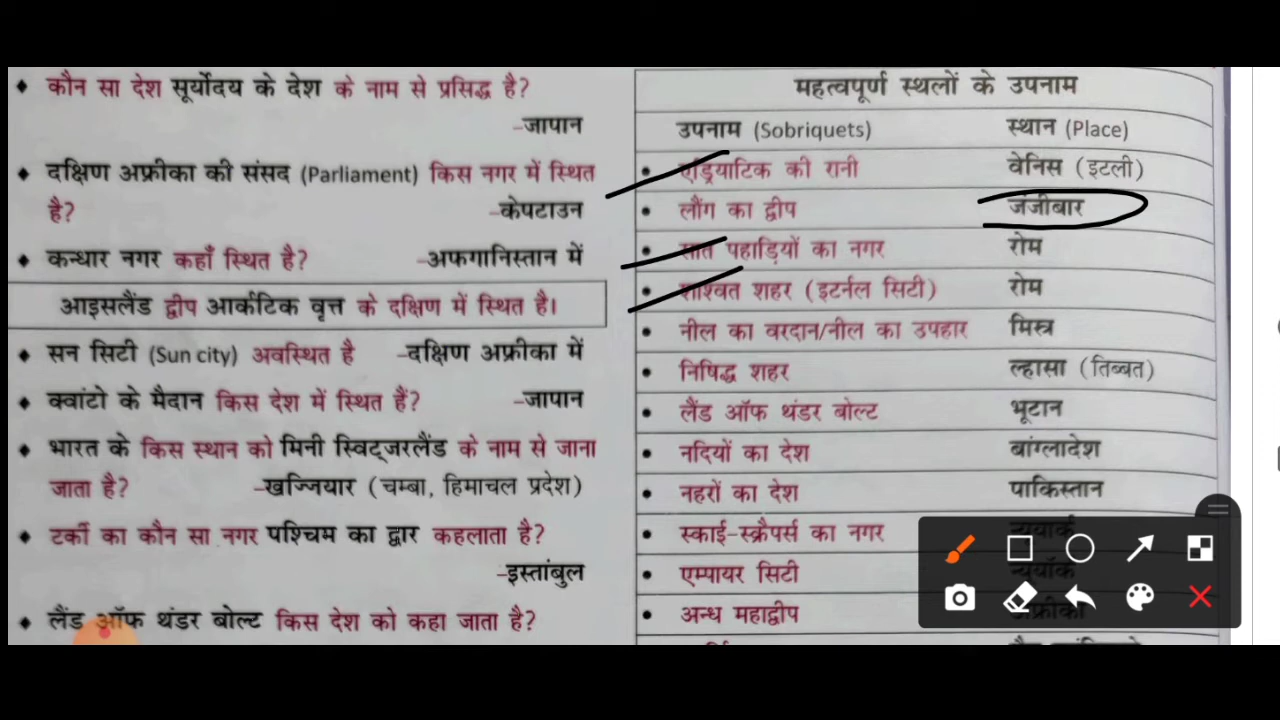 ♦ कौन सा देश सूर्योदय के देश के नाम से प्रसिद्ध है?
–जापान
♦ दक्षिण अफ्रीका की संसद (Parliament) किस नगर में स्थित
है? –केपटाउन
♦ कन्धार नगर कहाँ स्थित है? –अफगानिस्तान में
आइसलैंड द्वीप आर्कटिक वृत्त के दक्षिण में स्थित है।
♦ सन सिटी (Sun city) अवस्थित है –दक्षिण अफ्रीका में
♦ क्वांटो के मैदान किस देश में स्थित हैं? –जापान
♦ भारत के किस स्थान को मिनी स्विट्जरलैंड के नाम से जाना
जाता है? –खज्जियार (चम्बा, हिमाचल प्रदेश)
♦ टर्की का कौन सा नगर पश्चिम का द्वार कहलाता है?
–इस्तांबुल
♦ लैंड ऑफ थंडर बोल्ट किस देश को कहा जाता है?
महत्वपूर्ण स्थलों के उपनाम
उपनाम (Sobriquets) स्थान (Place)
• एड्रियाटिक की रानी वेनिस (इटली)
• लौंग का द्वीप जंजीबार
• सात पहाड़ियों का नगर रोम
• शाश्वत शहर (इटर्नल सिटी) रोम
• नील का वरदान/नील का उपहार मिस्त्र
• निषिद्ध शहर ल्हासा (तिब्बत)
• लैंड ऑफ थंडर बोल्ट भूटान
• नदियों का देश बांग्लादेश
• नहरों का देश पाकिस्तान
• स्काई-स्क्रैपर्स का नगर न्यूयार्क
• एम्पायर सिटी न्यूयॉर्क
• अन्ध महाद्वीप अफ्रीका